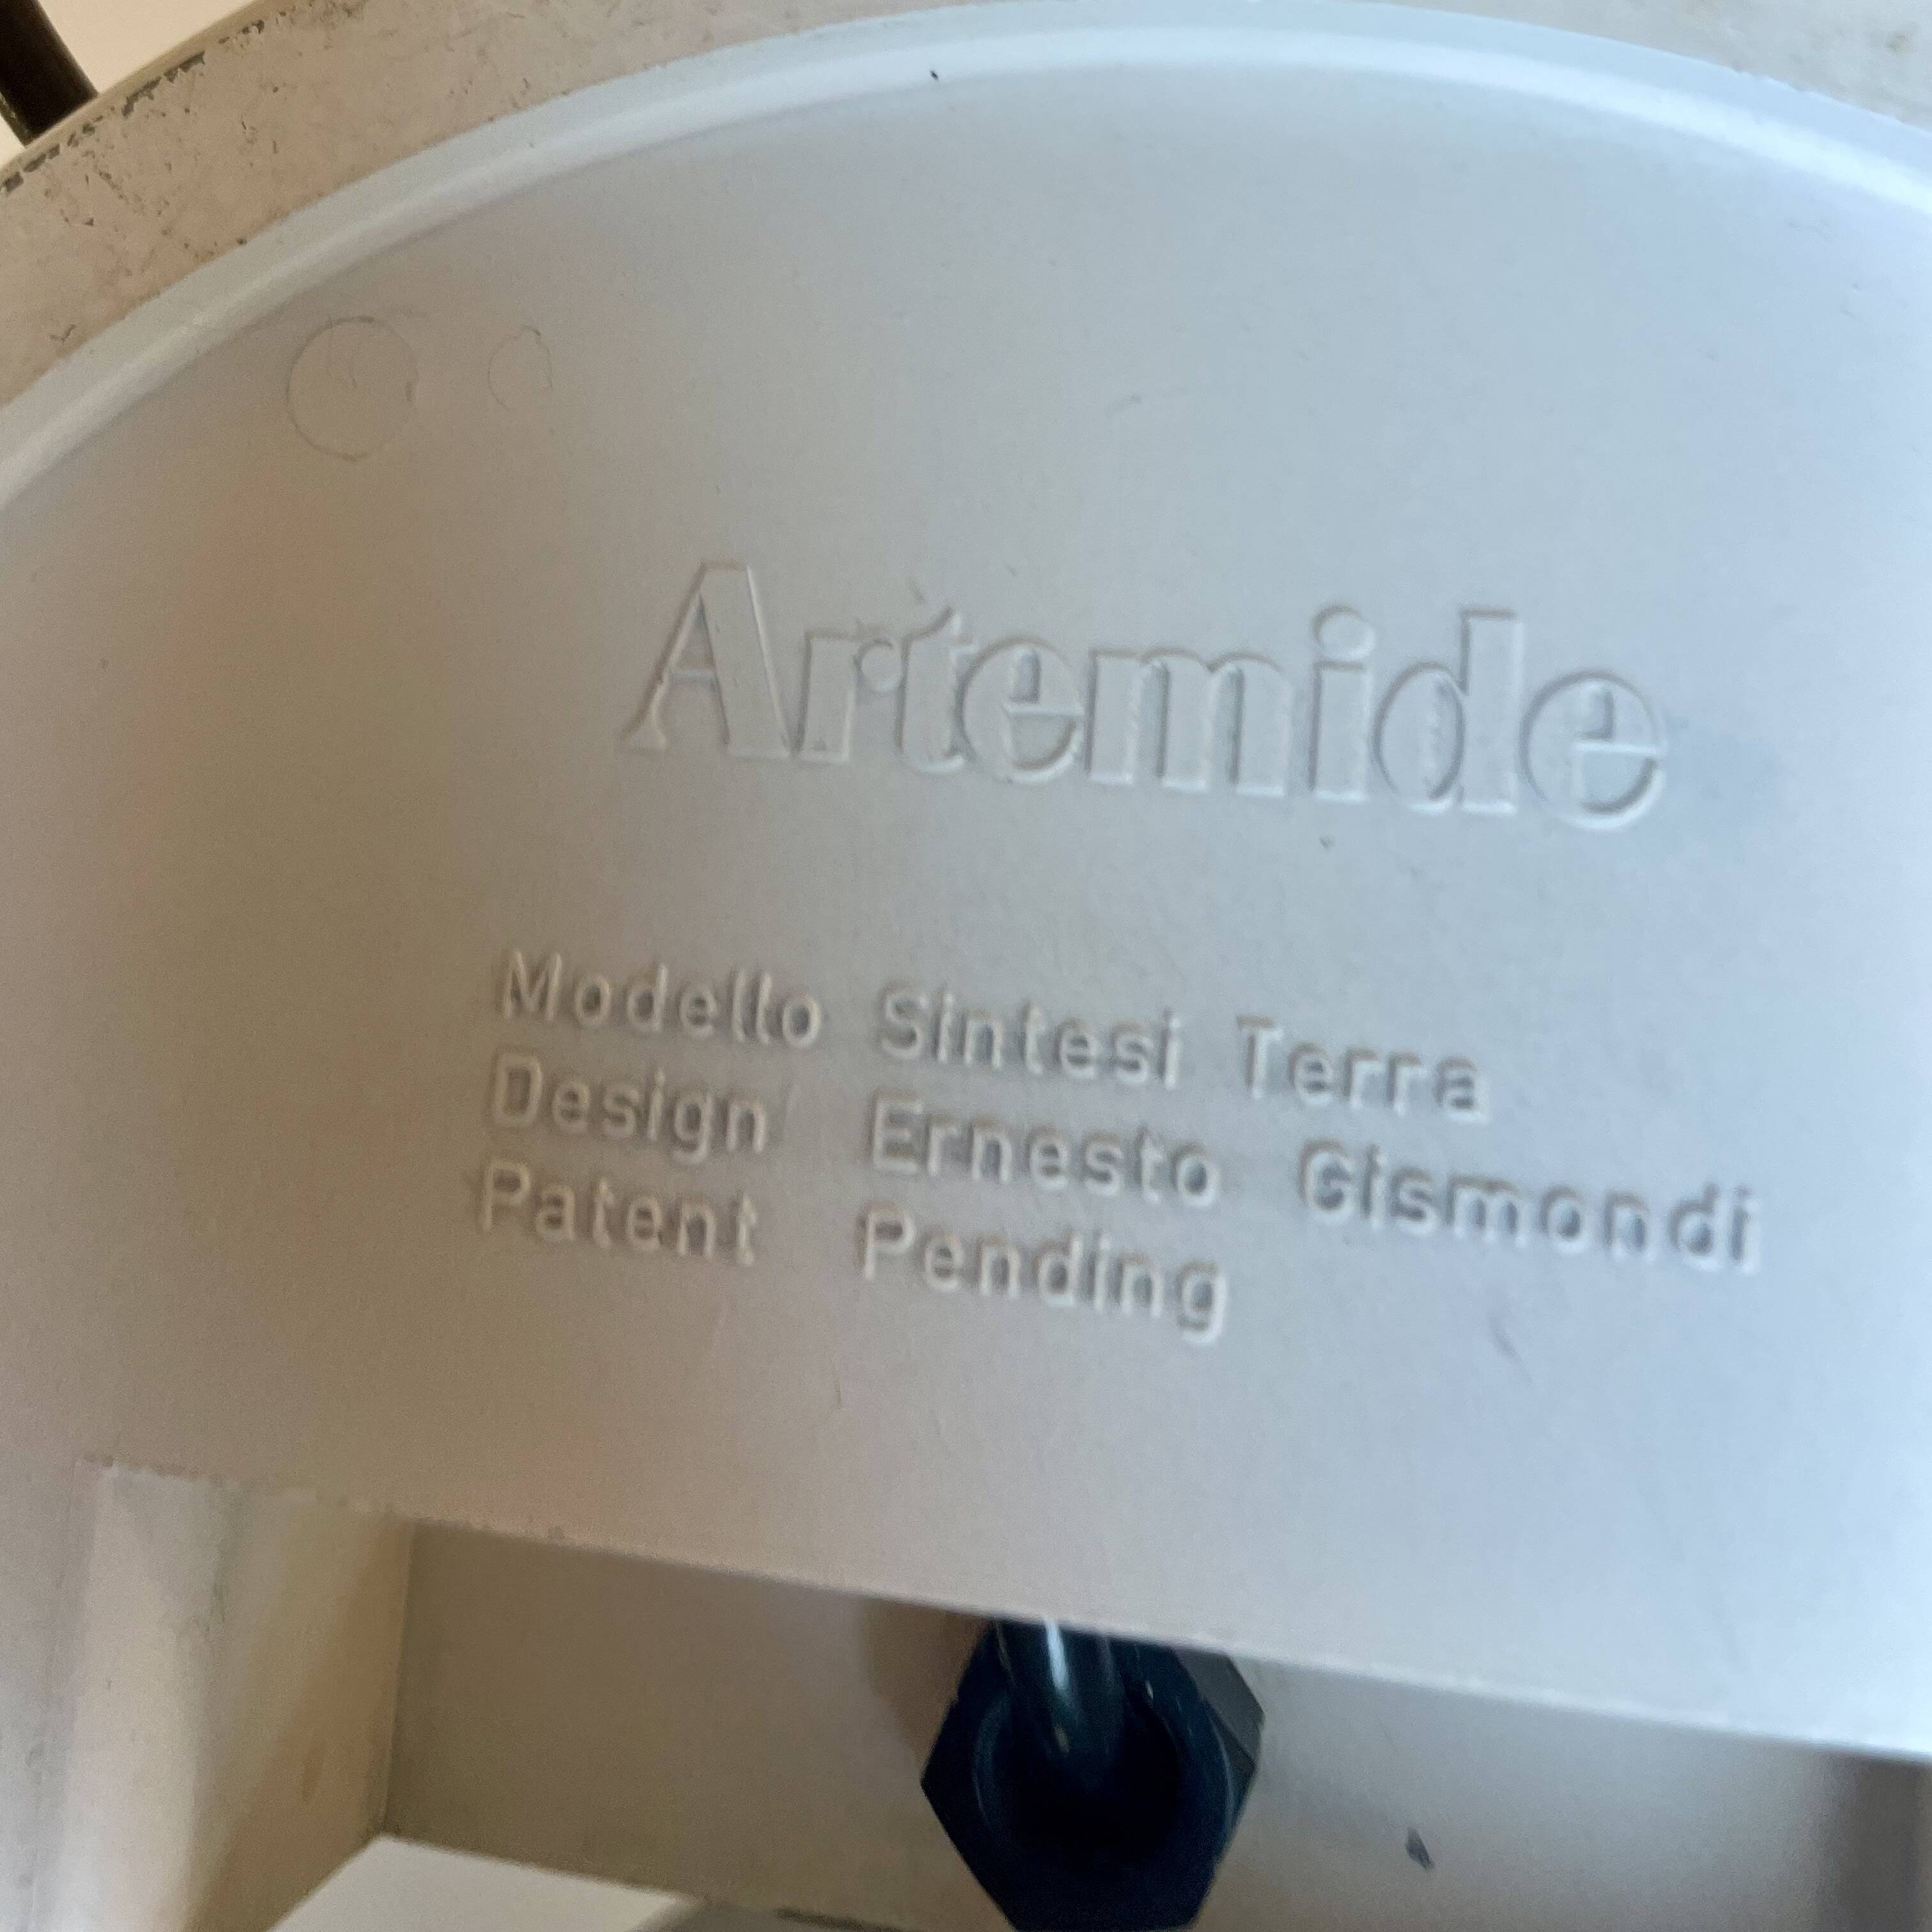 Artemide
Modello Sintesi Terra
Design Ernesto Gismondi
Patent Pending